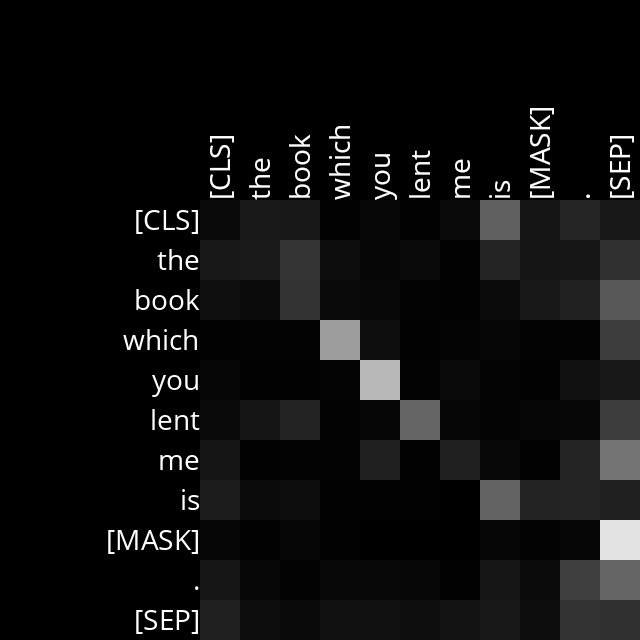 [CLS] the book which you lent me is [MASK] . [SEP]
[CLS]
the
book
which
you
lent
me
is
[MASK]
.
[SEP]